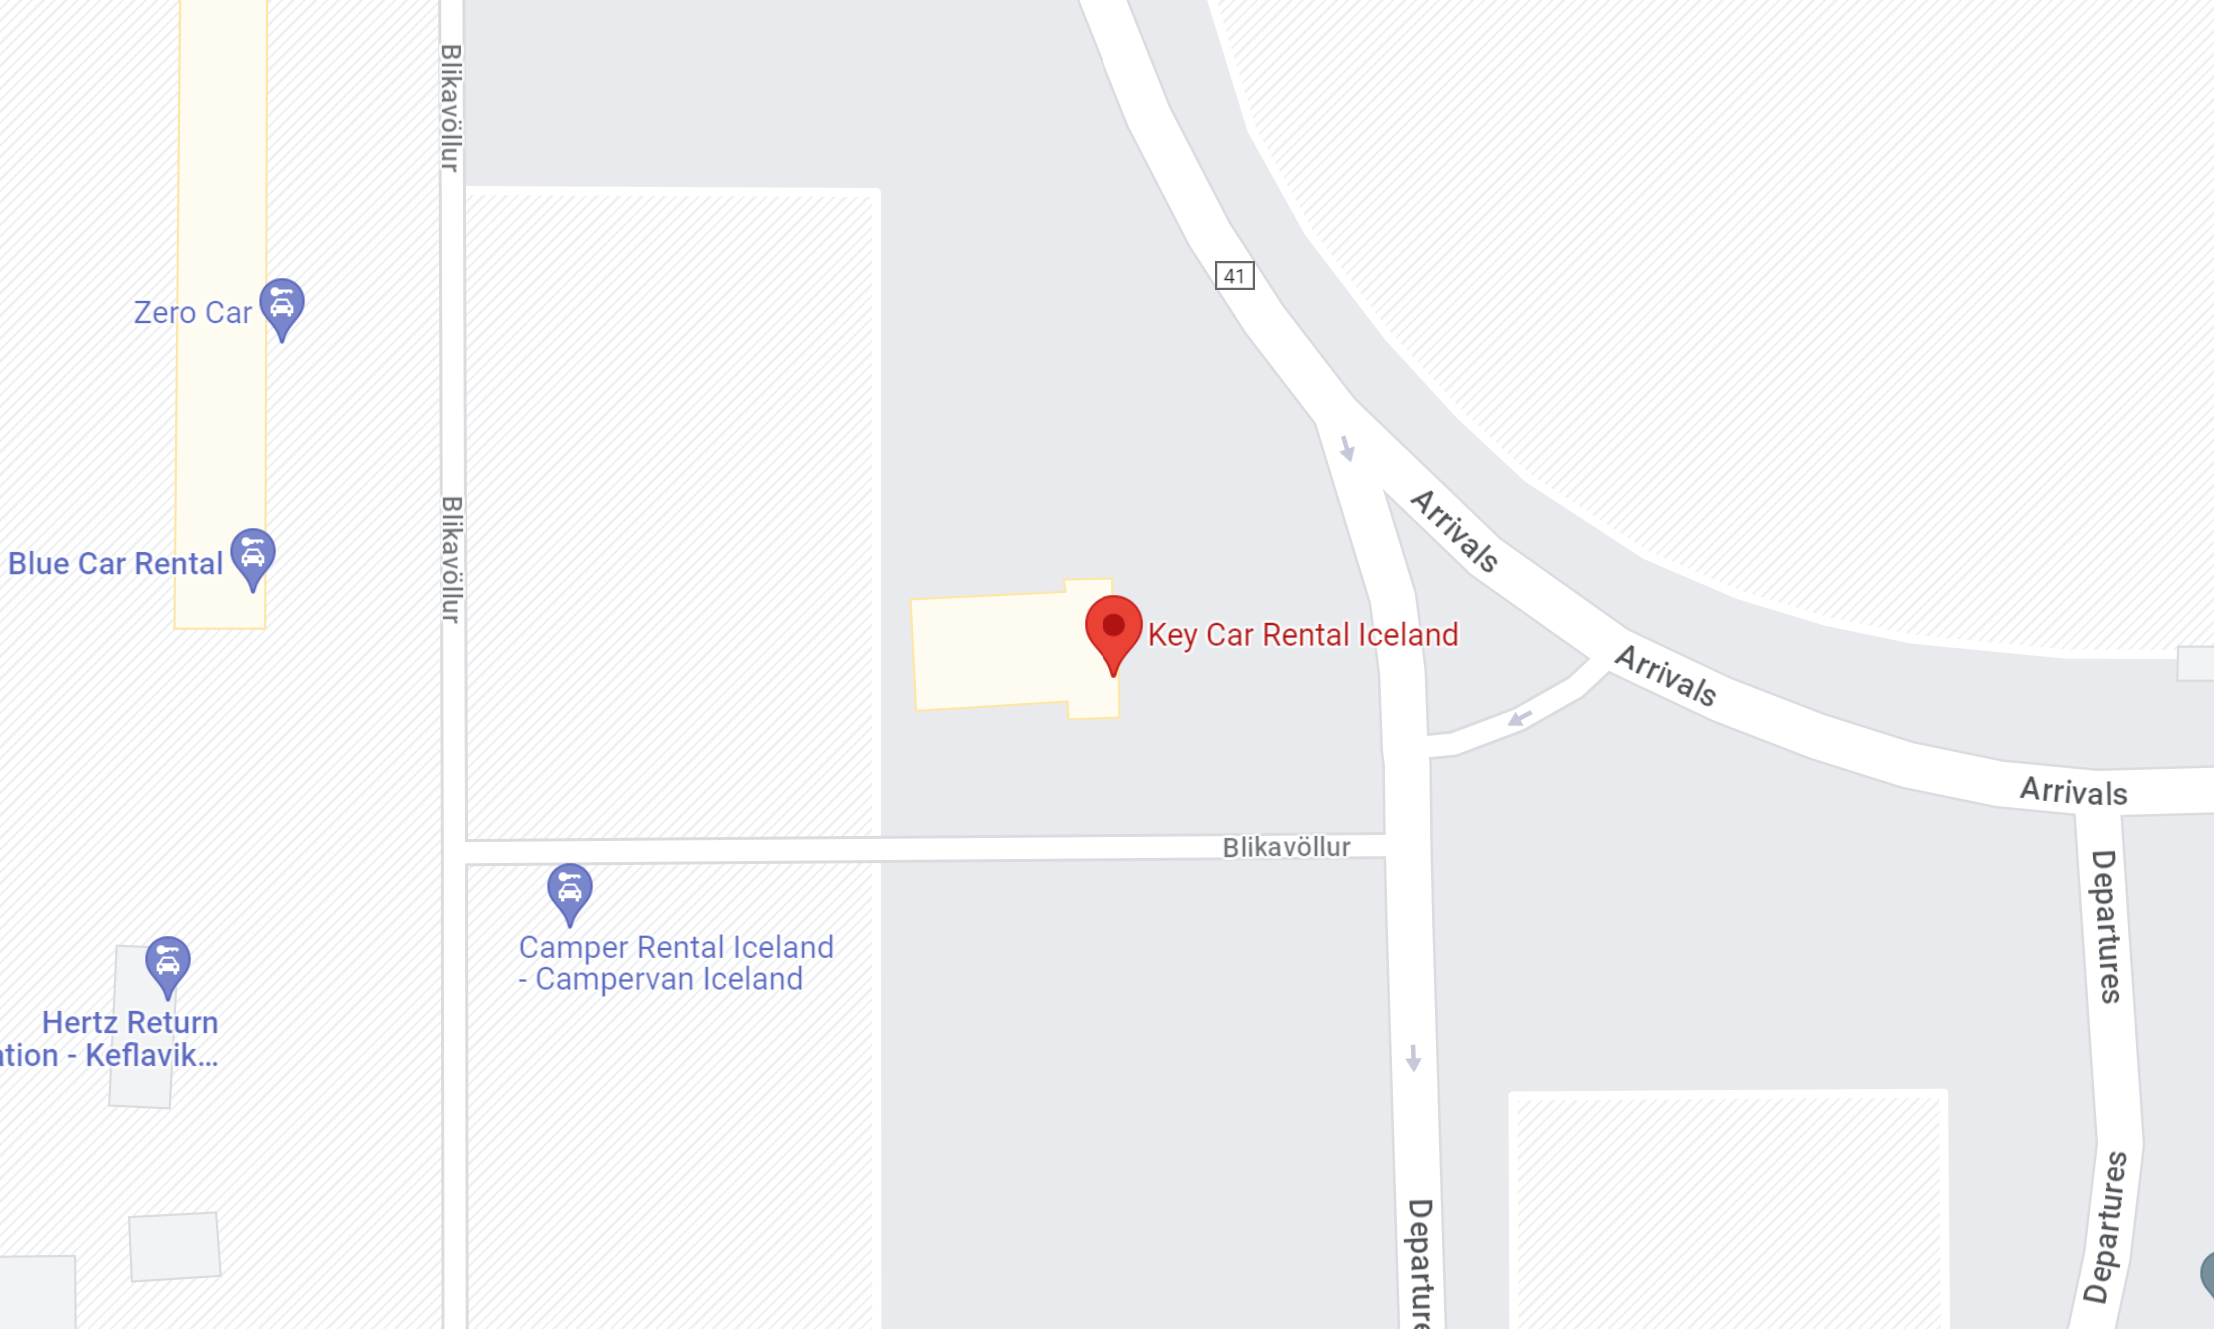 Blikavöllur
41
Zero Car
Arrivals
Blikavöllur
Blue Car Rental
Key Car Rental Iceland
Arrivals
Arrivals
Blikavöllur
Departures
Camper Rental Iceland
- Campervan Iceland
Hertz Return
ation - Keflavik...
Departures
Departure